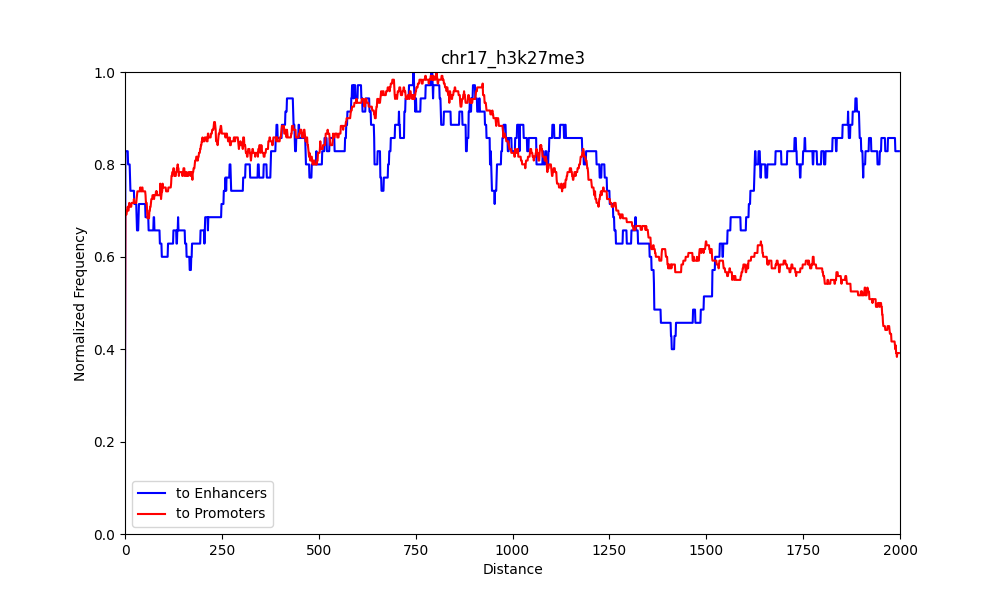 chr17_h3k27me3
1.0
0.8
0.6
0.4
0.2
0.0
Normalized Frequency
to Enhancers
to Promoters
0 250 500 750 1000 1250 1500 1750 2000
Distance